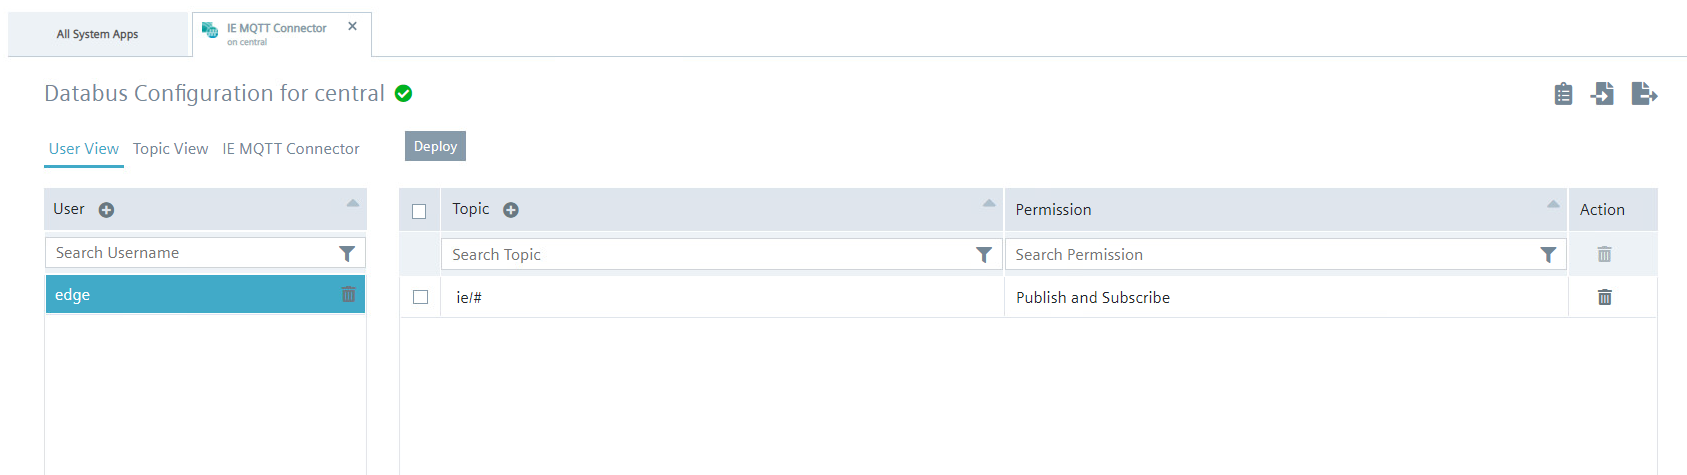 All System Apps
IE MQTT Connector
on central
Databus Configuration for central
User View Topic View IE MQTT Connector
Deploy
User
Topic
Permission
Action
Search Username
Search Topic
Search Permission
edge
ie/#
Publish and Subscribe